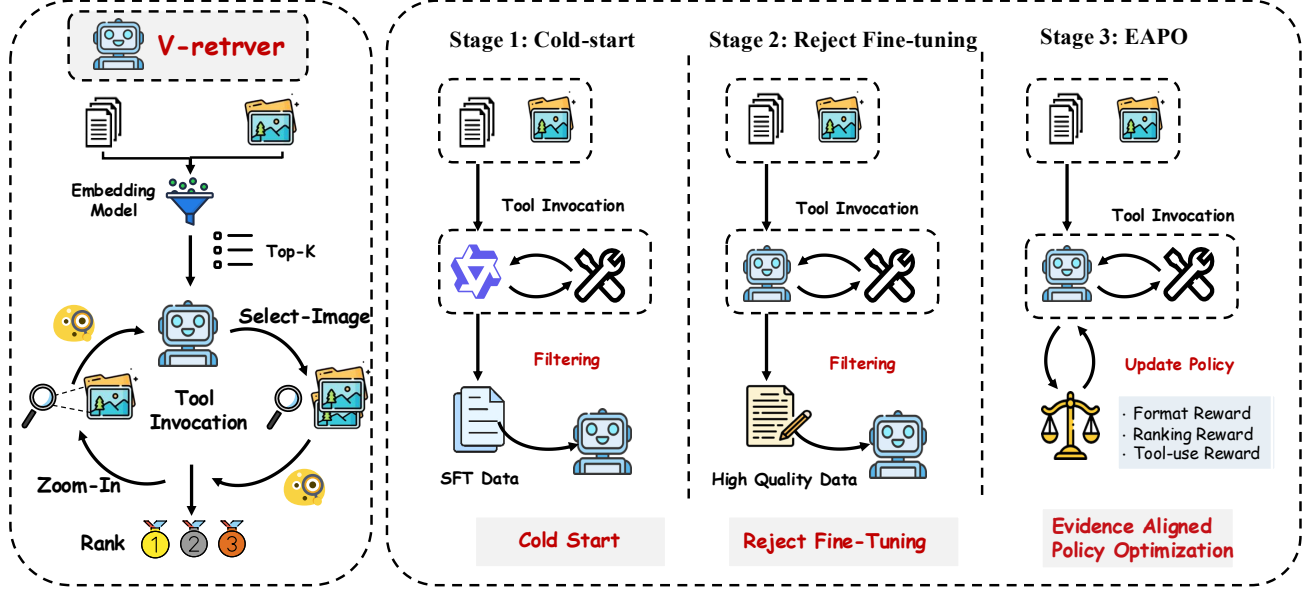 V-retrver
Embedding
Model
Top-K
Select-Image
Tool
Invocation
Zoom-In
Rank
1
2
3
Stage 1: Cold-start
Tool Invocation
Filtering
SFT Data
Cold Start
Stage 2: Reject Fine-tuning
Tool Invocation
Filtering
High Quality Data
Reject Fine-Tuning
Stage 3: EAPO
Tool Invocation
Update Policy
· Format Reward
· Ranking Reward
· Tool-use Reward
Evidence Aligned
Policy Optimization